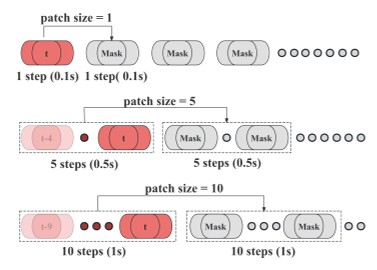 patch size = 1
t Mask Mask Mask
1 step (0.1s) 1 step( 0.1s)
patch size = 5
t-4 t Mask Mask
5 steps (0.5s) 5 steps (0.5s)
patch size = 10
t-9 t Mask Mask
10 steps (1s) 10 steps (1s)